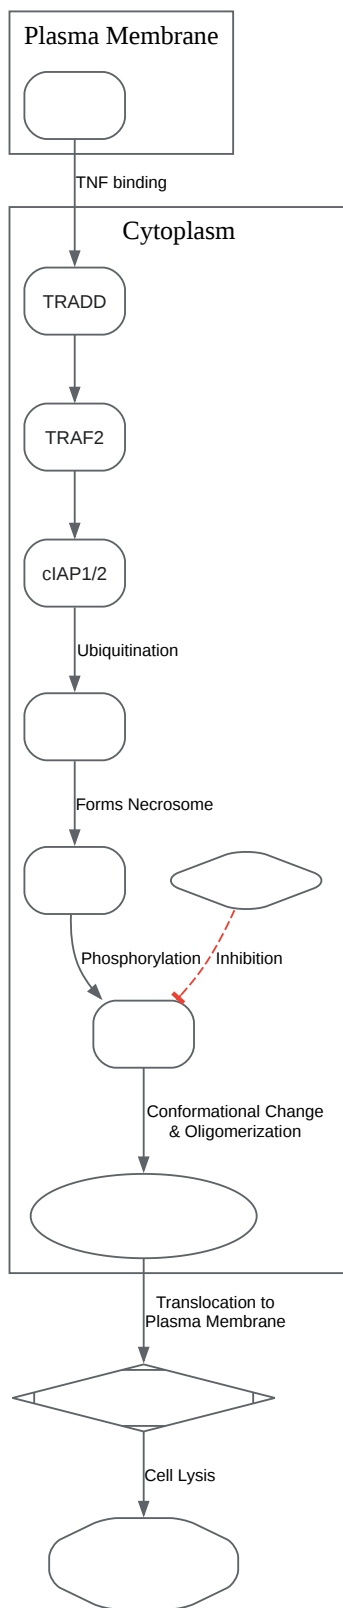 Plasma Membrane
TNF binding
Cytoplasm
TRADD
TRAF2
cIAP1/2
Ubiquitination
Forms Necrosome
Phosphorylation
Inhibition
Conformational Change
& Oligomerization
Translocation to
Plasma Membrane
Cell Lysis